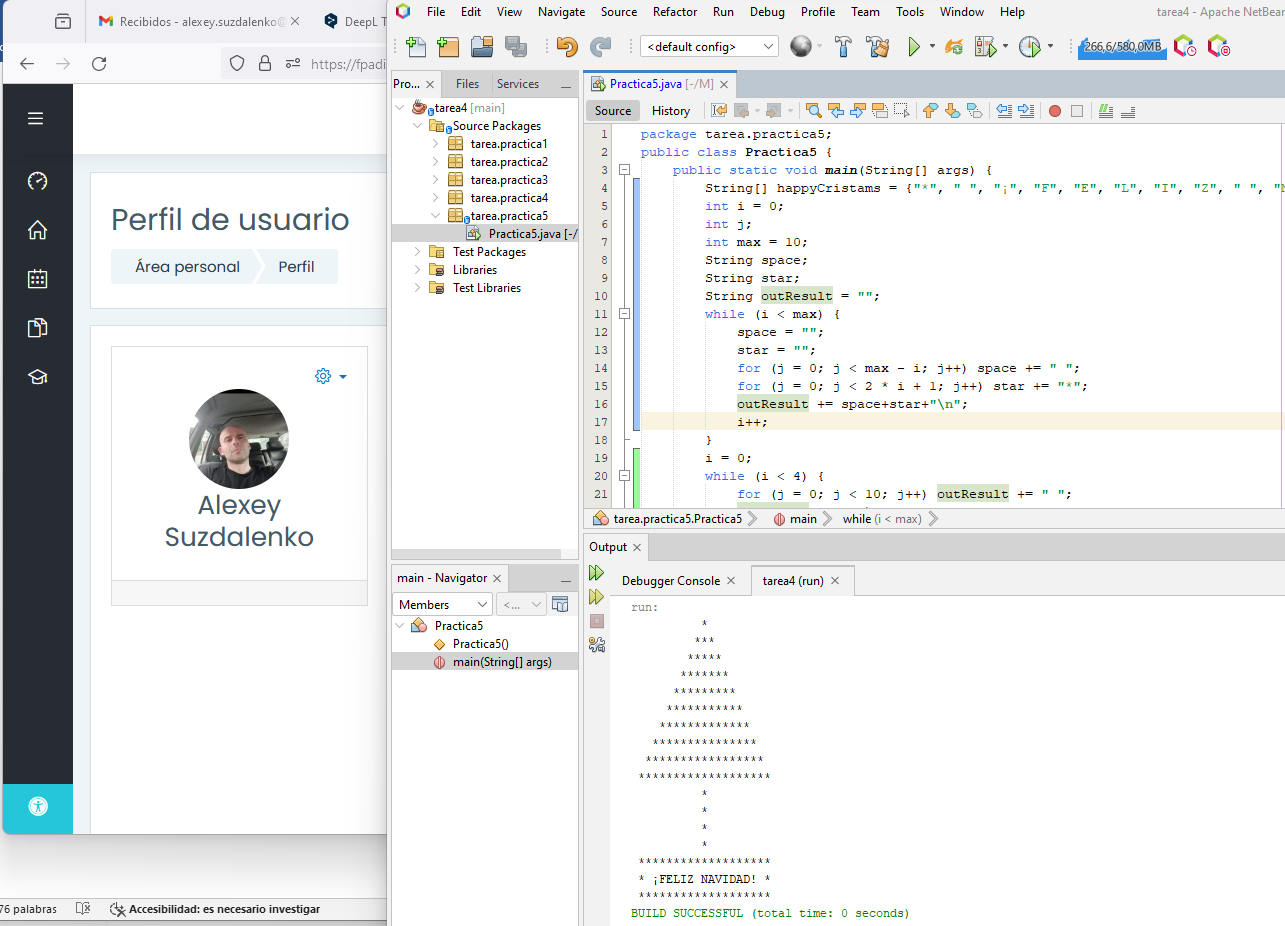 Recibidos - alexey.suzdalenko@
DeepL T
https://fpadi
Perfil de usuario
Área personal
Perfil
Alexey
Suzdalenko
76 palabras
Accesibilidad: es necesario investigar
File Edit View Navigate Source Refactor Run Debug Profile Team Tools Window Help
tarea4 - Apache NetBear
<default config>
266,6/580,0MB
Pro...
Files
Services
tarea4 [main]
Source Packages
tarea.practica1
tarea.practica2
tarea.practica3
tarea.practica4
tarea.practica5
Practica5.java [-/
Test Packages
Libraries
Test Libraries
main - Navigator
Members
<...
Practica5
Practica5()
main(String[] args)
Practica5.java [-/M]
Source
History
1 package tarea.practica5;
2 public class Practica5 {
3 public static void main(String[] args) {
4 String[] happyCristams = {"*", " ", "¡", "F", "E", "L", "I", "Z", " ", "N
5 int i = 0;
6 int j;
7 int max = 10;
8 String space;
9 String star;
10 String outResult = "";
11 while (i < max) {
12 space = "";
13 star = "";
14 for (j = 0; j < max - i; j++) space += " ";
15 for (j = 0; j < 2 * i + 1; j++) star += "*";
16 outResult += space+star+"\n";
17 i++;
18 }
19 i = 0;
20 while (i < 4) {
21 for (j = 0; j < 10; j++) outResult += " ";
tarea.practica5.Practica5
main
while (i < max)
Output
Debugger Console
tarea4 (run)
run:
*
***
*****
*******
*********
***********
*************
***************
*****************
*******************
*
*
*
*
*******************
* ¡FELIZ NAVIDAD! *
*******************
BUILD SUCCESSFUL (total time: 0 seconds)